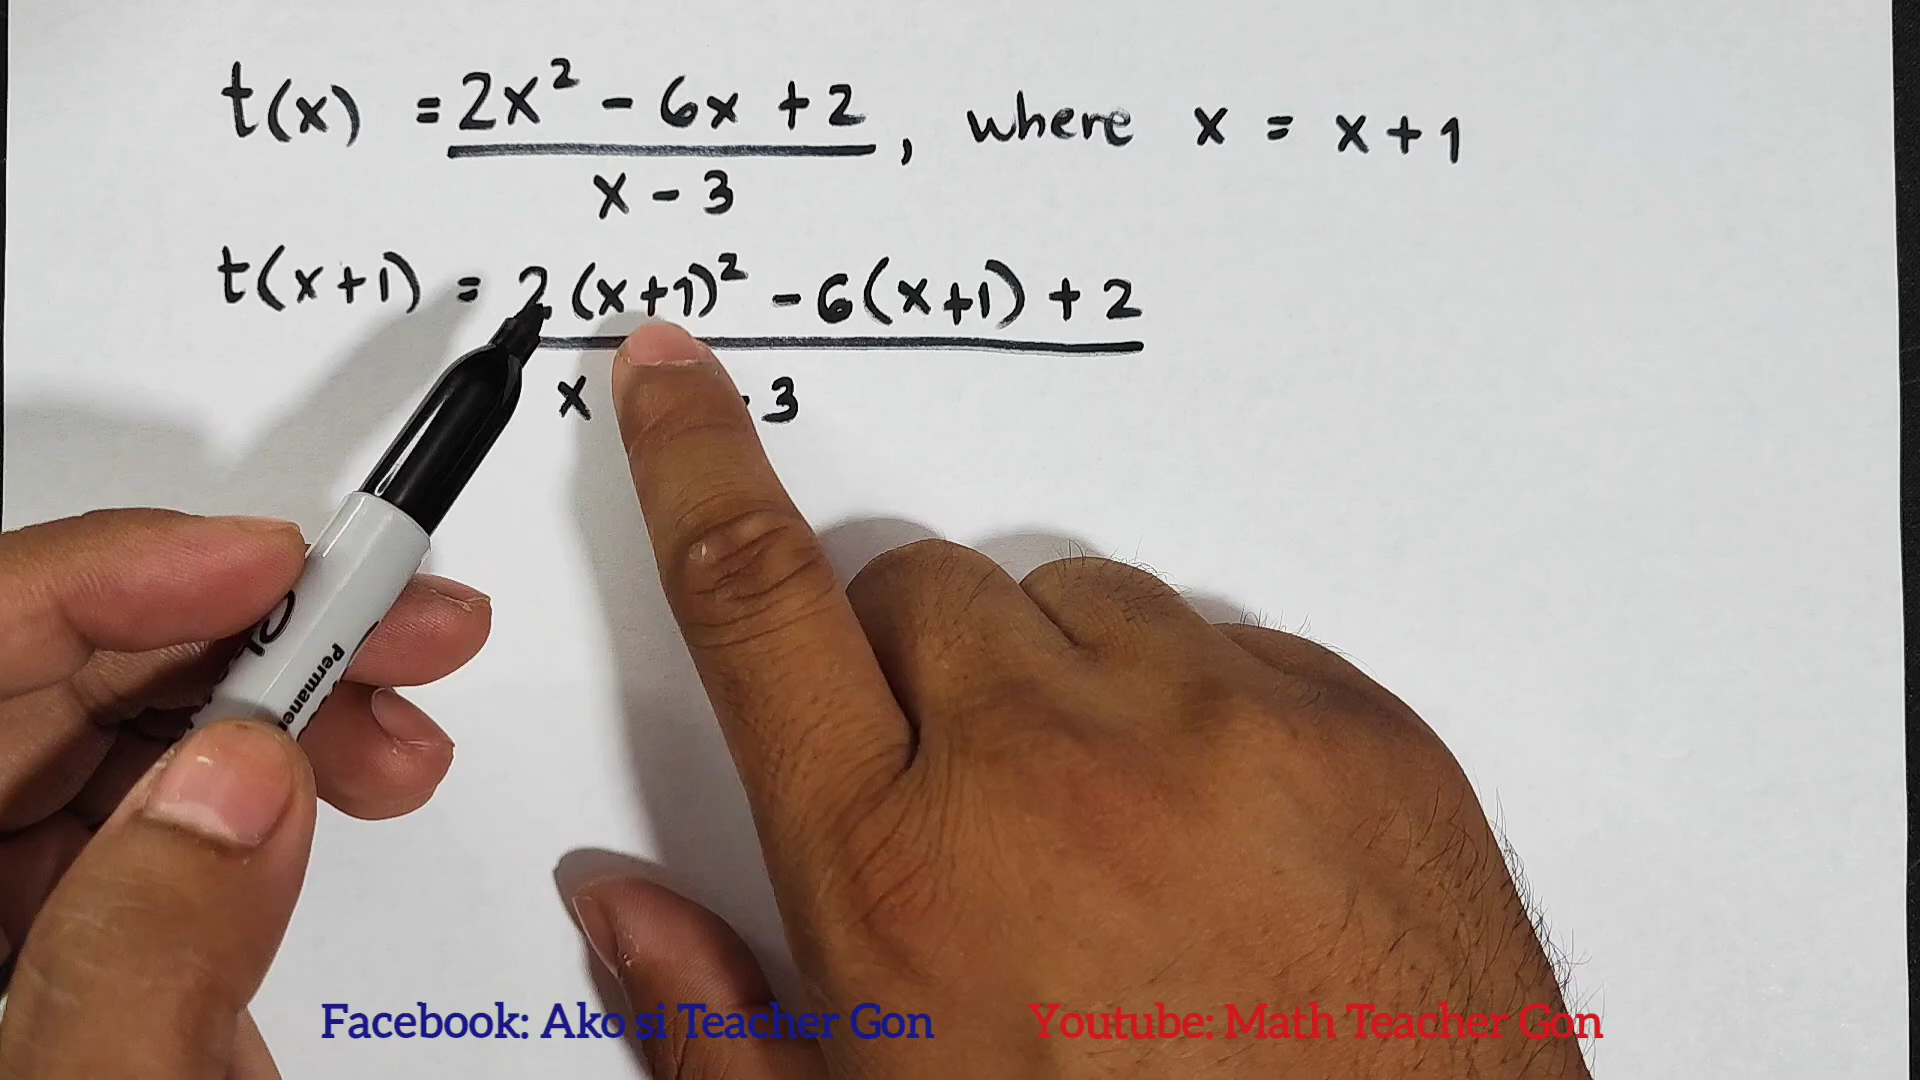 t(x) = 2x² - 6x + 2, where x = x + 1
x - 3
t(x+1) = 2(x+1)² - 6(x+1) + 2
x - 3
Permanen
Facebook: Ako si Teacher Gon Youtube: Math Teacher Gon